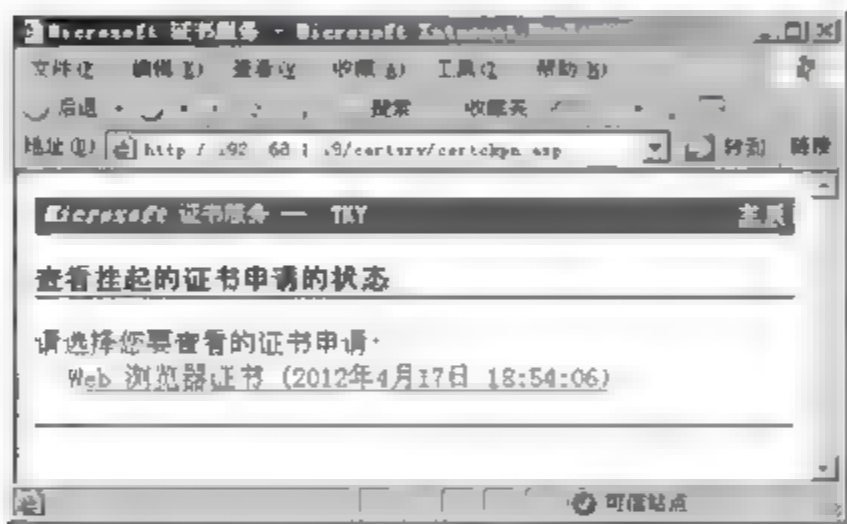 Microsoft 证书服务 - Microsoft Internet
文件 编辑 查看 收藏 工具 帮助
后退 搜索 收藏夹
地址(D) 转到 链接
Microsoft 证书服务 — TKY 主页
查看挂起的证书申请的状态
请选择您要查看的证书申请:
Web 浏览器证书 (2012年4月17日 18:54:06)
可信站点